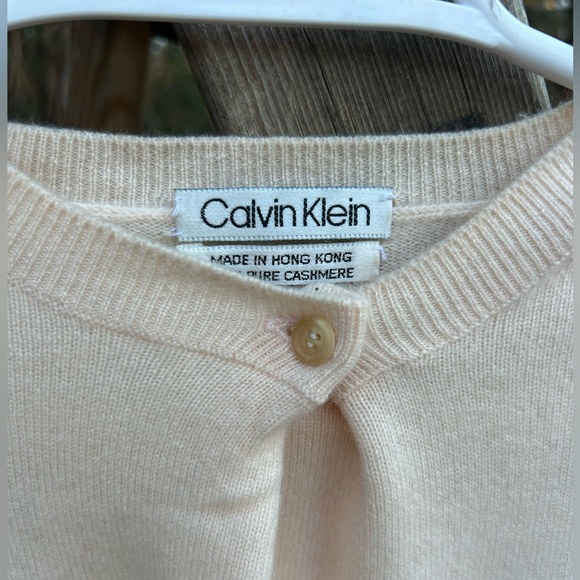 Calvin Klein
MADE IN HONG KONG
PURE CASHMERE